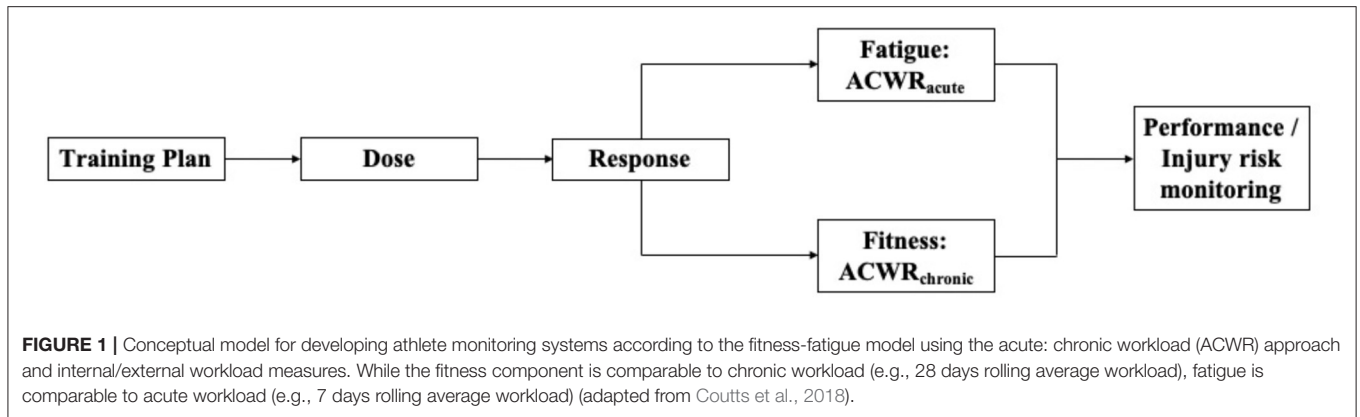 Fatigue:
ACWRacute
Training Plan
Dose
Response
Performance /
Injury risk
monitoring
Fitness:
ACWRchronic
FIGURE 1 | Conceptual model for developing athlete monitoring systems according to the fitness-fatigue model using the acute: chronic workload (ACWR) approach
and internal/external workload measures. While the fitness component is comparable to chronic workload (e.g., 28 days rolling average workload), fatigue is
comparable to acute workload (e.g., 7 days rolling average workload) (adapted from Coutts et al., 2018).